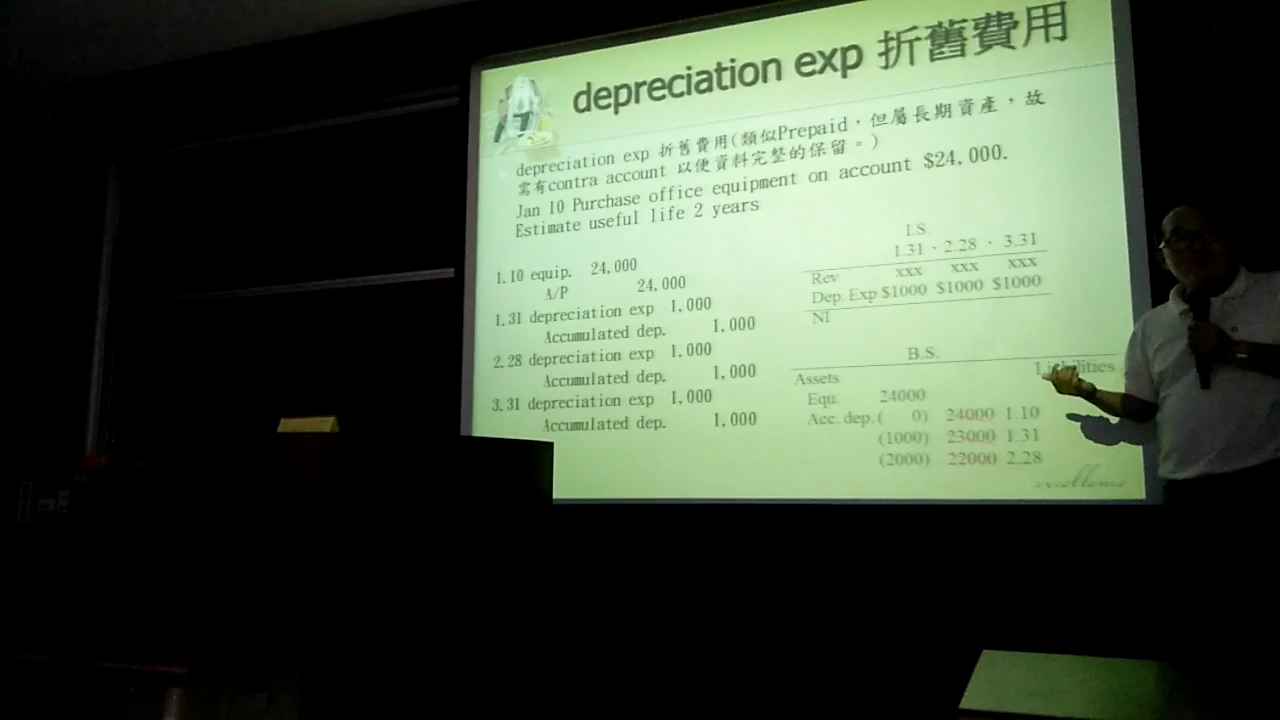 depreciation exp 折舊費用
depreciation exp 折舊費用(類似Prepaid，但屬長期資產，故
需有contra account 以便資料完整的保留。)
Jan 10 Purchase office equipment on account $24,000.
Estimate useful life 2 years
1.10 equip. 24,000
A/P 24,000
1.31 depreciation exp 1,000
Accumulated dep. 1,000
2.28 depreciation exp 1,000
Accumulated dep. 1,000
3.31 depreciation exp 1,000
Accumulated dep. 1,000
I.S.
1.31 · 2.28 · 3.31
Rev xxx xxx xxx
Dep. Exp $1000 $1000 $1000
NI
B.S.
Assets Liabilities
Equ. 24000
Acc. dep. ( 0) 24000 1.10
(1000) 23000 1.31
(2000) 22000 2.28
excellence